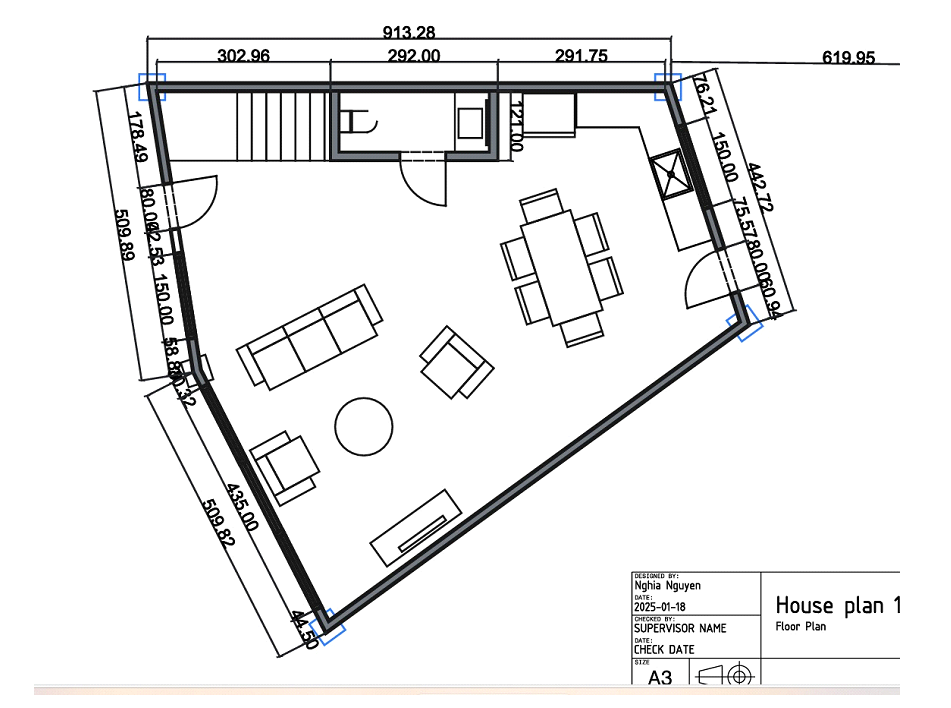 913.28
302.96
292.00
291.75
619.95
76.21
178.49
121.00
150.00
442.72
80.00
75.57
509.89
42.53
80.00
150.00
60.94
58.8
435.00
509.82
44.50
DESIGNED BY:
Nghia Nguyen
DATE:
2025-01-18
CHECKED BY:
SUPERVISOR NAME
DATE:
CHECK DATE
SIZE
A3
House plan 1
Floor Plan